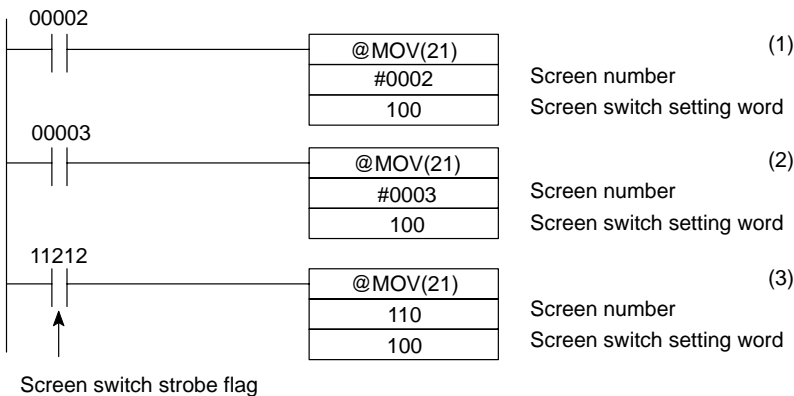 00002
@MOV(21) (1)
#0002 Screen number
100 Screen switch setting word
00003
@MOV(21) (2)
#0003 Screen number
100 Screen switch setting word
11212
@MOV(21) (3)
110 Screen number
100 Screen switch setting word
Screen switch strobe flag